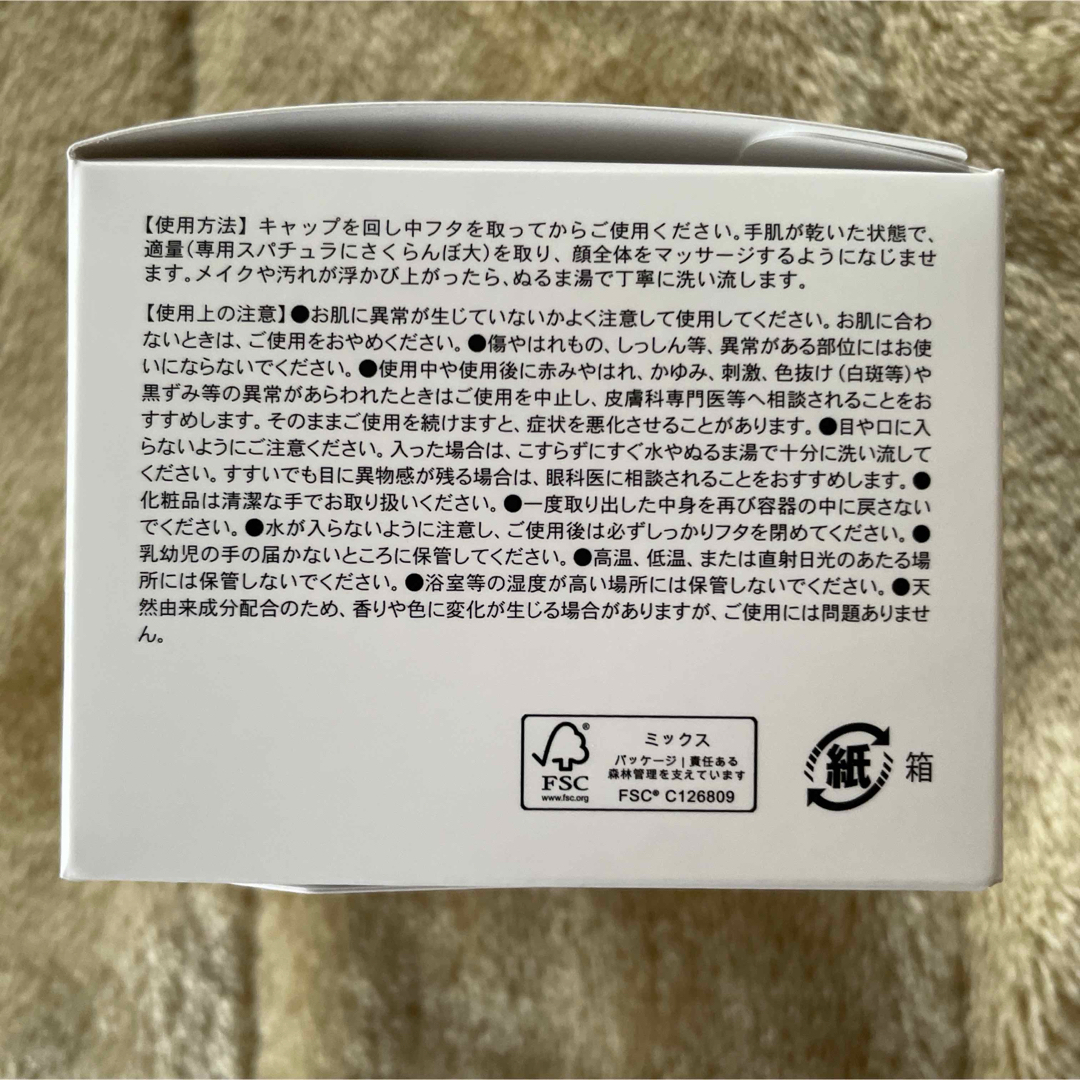 【使用方法】キャップを回し中フタを取ってからご使用ください。手肌が乾いた状態で、
適量(専用スパチュラにさくらんぼ大)を取り、顔全体をマッサージするようになじませ
ます。メイクや汚れが浮かび上がったら、ぬるま湯で丁寧に洗い流します。
【使用上の注意】●お肌に異常が生じていないかよく注意して使用してください。お肌に合わ
ないときは、ご使用をおやめください。●傷やはれもの、しっしん等、異常がある部位にはお使
いにならないでください。●使用中や使用後に赤みやはれ、かゆみ、刺激、色抜け(白斑等)や
黒ずみ等の異常があらわれたときはご使用を中止し、皮膚科専門医等へ相談されることをお
すすめします。そのままご使用を続けますと、症状を悪化させることがあります。●目や口に入
らないようにご注意ください。入った場合は、こすらずにすぐ水やぬるま湯で十分に洗い流して
ください。すすいでも目に異物感が残る場合は、眼科医に相談されることをおすすめします。●
化粧品は清潔な手でお取り扱いください。●一度取り出した中身を再び容器の中に戻さない
でください。●水が入らないように注意し、ご使用後は必ずしっかりフタを閉めてください。●
乳幼児の手の届かないところに保管してください。●高温、低温、または直射日光のあたる場
所には保管しないでください。●浴室等の湿度が高い場所には保管しないでください。●天
然由来成分配合のため、香りや色に変化が生じる場合がありますが、ご使用には問題ありませ
ん。
FSC®
www.fsc.org
ミックス
パッケージ|責任ある
森林管理を支えています
FSC® C126809
紙 箱